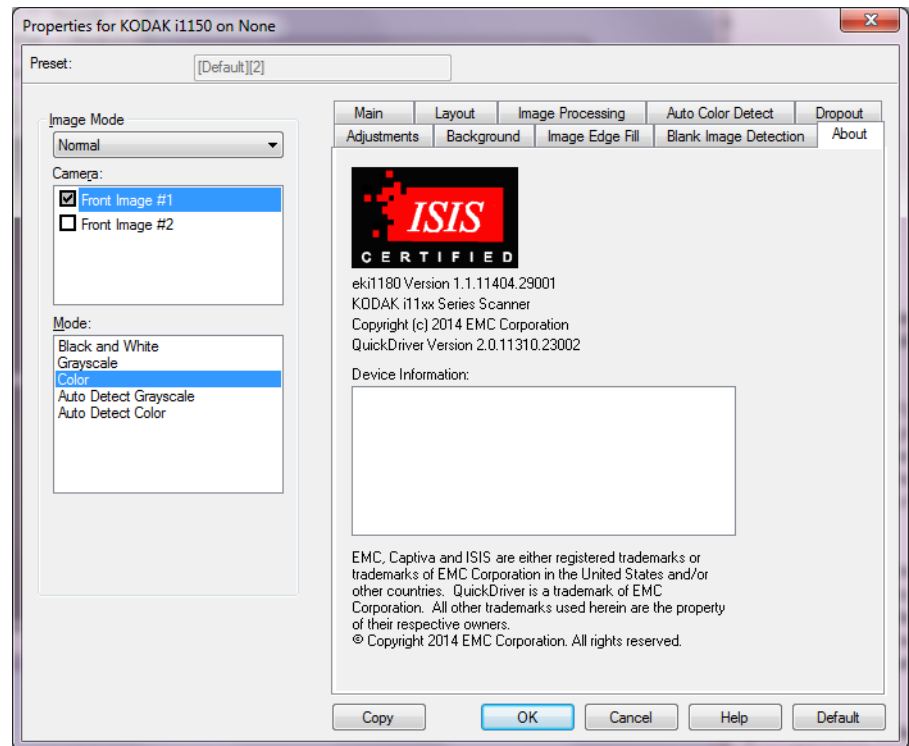 Properties for KODAK i1150 on None
Preset:
[Default][2]
Image Mode
Normal
Camera:
Front Image #1
Front Image #2
Mode:
Black and White
Grayscale
Color
Auto Detect Grayscale
Auto Detect Color
Main Layout Image Processing Auto Color Detect Dropout
Adjustments Background Image Edge Fill Blank Image Detection About
ISIS
CERTIFIED
eki1180 Version 1.1.11404.29001
KODAK i11xx Series Scanner
Copyright (c) 2014 EMC Corporation
QuickDriver Version 2.0.11310.23002
Device Information:
EMC, Captiva and ISIS are either registered trademarks or
trademarks of EMC Corporation in the United States and/or
other countries. QuickDriver is a trademark of EMC
Corporation. All other trademarks used herein are the property
of their respective owners.
© Copyright 2014 EMC Corporation. All rights reserved.
Copy OK Cancel Help Default